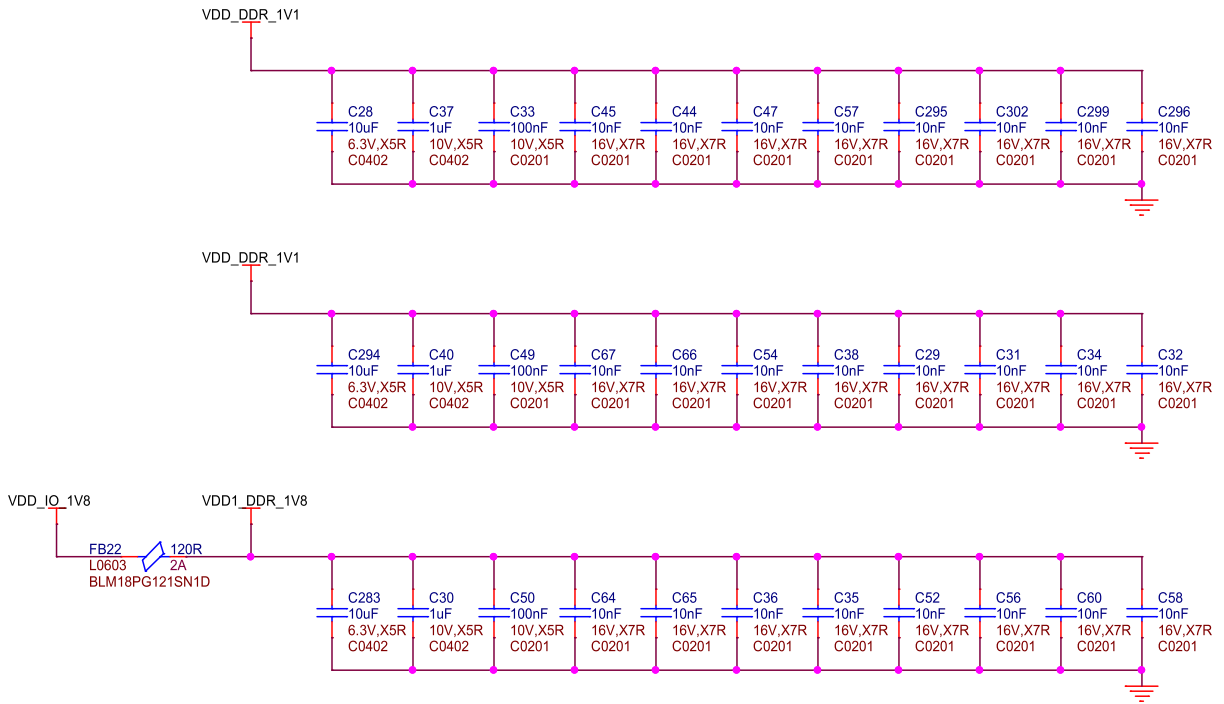 VDD_DDR_1V1
C28 C37 C33 C45 C44 C47 C57 C295 C302 C299 C296
10uF 1uF 100nF 10nF 10nF 10nF 10nF 10nF 10nF 10nF 10nF
6.3V,X5R 10V,X5R 10V,X5R 16V,X7R 16V,X7R 16V,X7R 16V,X7R 16V,X7R 16V,X7R 16V,X7R 16V,X7R
C0402 C0402 C0201 C0201 C0201 C0201 C0201 C0201 C0201 C0201 C0201
VDD_DDR_1V1
C294 C40 C49 C67 C66 C54 C38 C29 C31 C34 C32
10uF 1uF 100nF 10nF 10nF 10nF 10nF 10nF 10nF 10nF 10nF
6.3V,X5R 10V,X5R 10V,X5R 16V,X7R 16V,X7R 16V,X7R 16V,X7R 16V,X7R 16V,X7R 16V,X7R 16V,X7R
C0402 C0402 C0201 C0201 C0201 C0201 C0201 C0201 C0201 C0201 C0201
VDD_IO_1V8 VDD1_DDR_1V8
FB22 120R
L0603 2A
BLM18PG121SN1D
C283 C30 C50 C64 C65 C36 C35 C52 C56 C60 C58
10uF 1uF 100nF 10nF 10nF 10nF 10nF 10nF 10nF 10nF 10nF
6.3V,X5R 10V,X5R 10V,X5R 16V,X7R 16V,X7R 16V,X7R 16V,X7R 16V,X7R 16V,X7R 16V,X7R 16V,X7R
C0402 C0402 C0201 C0201 C0201 C0201 C0201 C0201 C0201 C0201 C0201